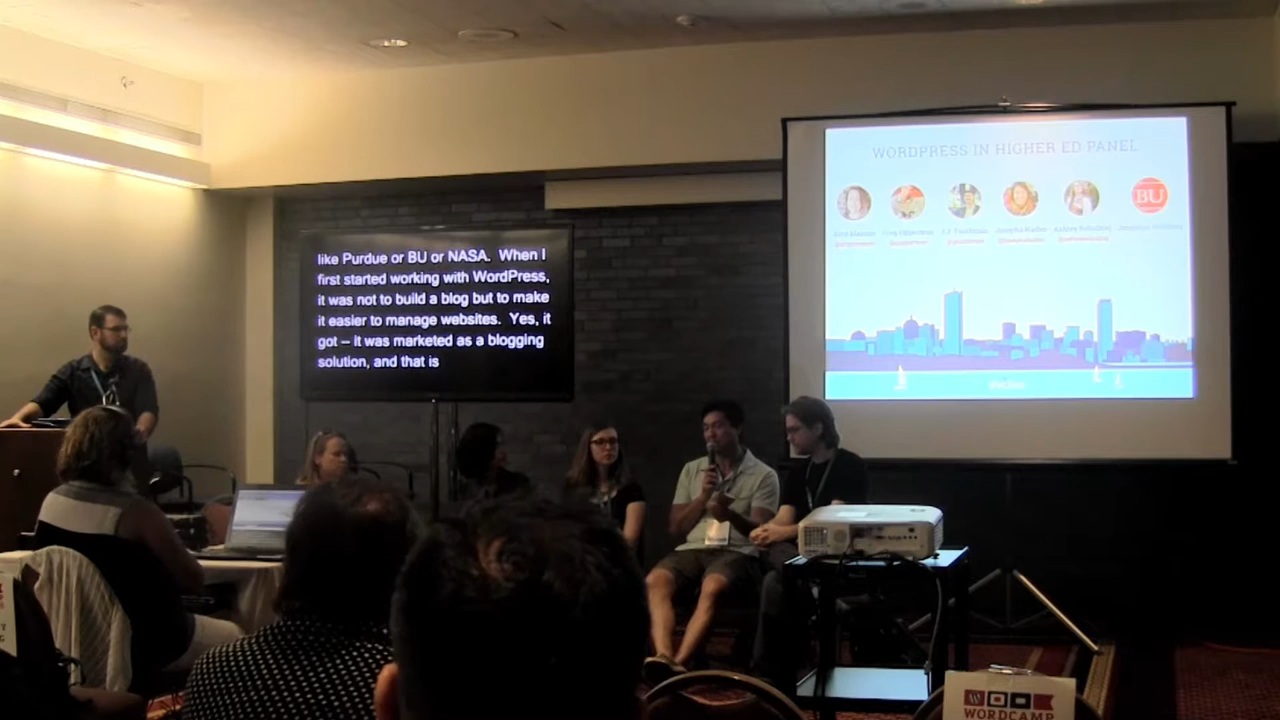 like Purdue or BU or NASA.  When I
first started working with WordPress,
it was not to build a blog but to make
it easier to manage websites.  Yes, it
got – it was marketed as a blogging
solution, and that is
WORDPRESS IN HIGHER ED PANEL
BU
WORDCAMP